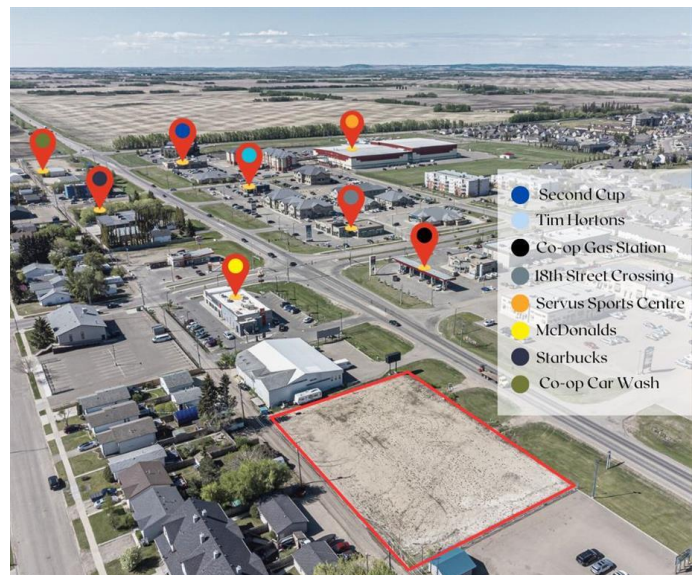 Second Cup
Tim Hortons
Co-op Gas Station
18th Street Crossing
Servus Sports Centre
McDonalds
Starbucks
Co-op Car Wash